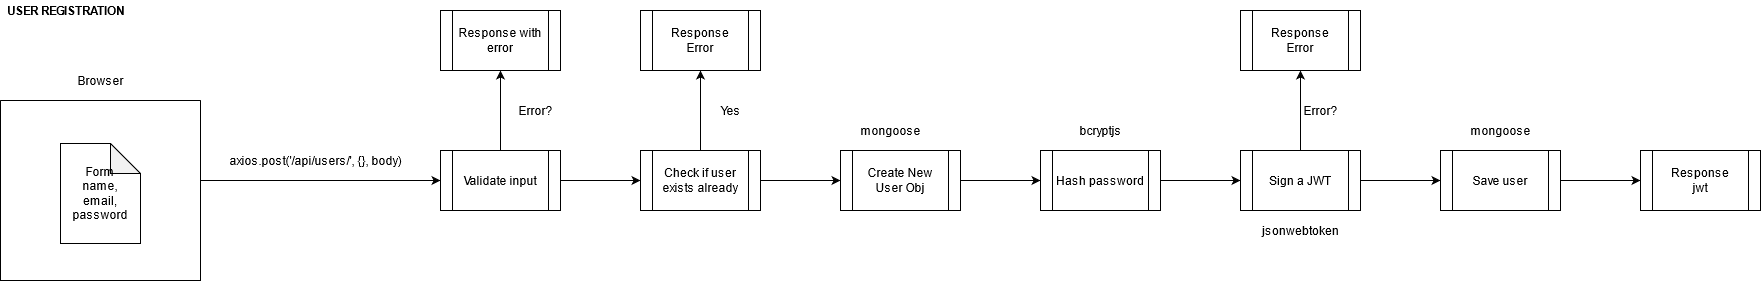 USER REGISTRATION
Browser
Form
name,
email,
password
axios.post('/api/users/', {}, body)
Response with
error
Error?
Validate input
Response
Error
Yes
Check if user
exists already
mongoose
Create New
User Obj
bcryptjs
Hash password
Response
Error
Error?
Sign a JWT
jsonwebtoken
mongoose
Save user
Response
jwt